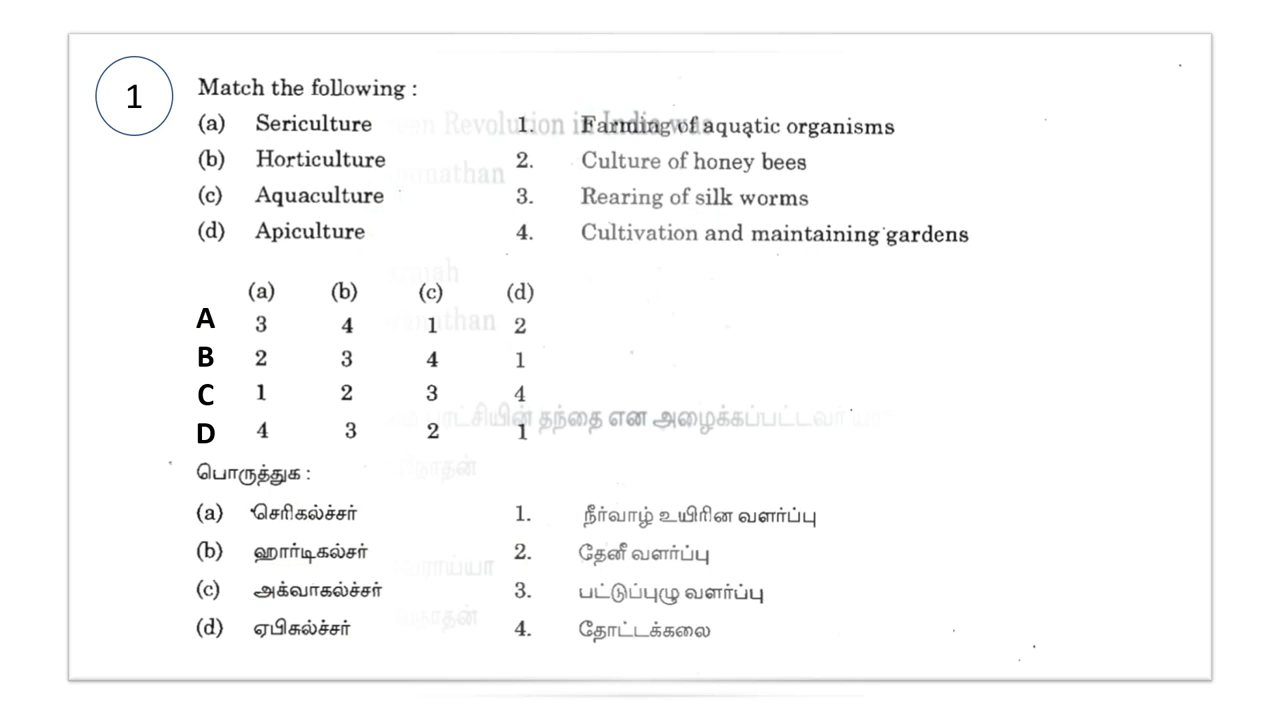 1
Match the following :
(a) Sericulture 1. Farming of aquatic organisms
(b) Horticulture 2. Culture of honey bees
(c) Aquaculture 3. Rearing of silk worms
(d) Apiculture 4. Cultivation and maintaining gardens
(a) (b) (c) (d)
A 3 4 1 2
B 2 3 4 1
C 1 2 3 4
D 4 3 2 1
பொருத்துக :
(a) செரிகல்ச்சர் 1. நீர்வாழ் உயிரின வளர்ப்பு
(b) ஹார்டிகல்சர் 2. தேனீ வளர்ப்பு
(c) அக்வாகல்ச்சர் 3. பட்டுப்புழு வளர்ப்பு
(d) ஏபிகல்ச்சர் 4. தோட்டக்கலை